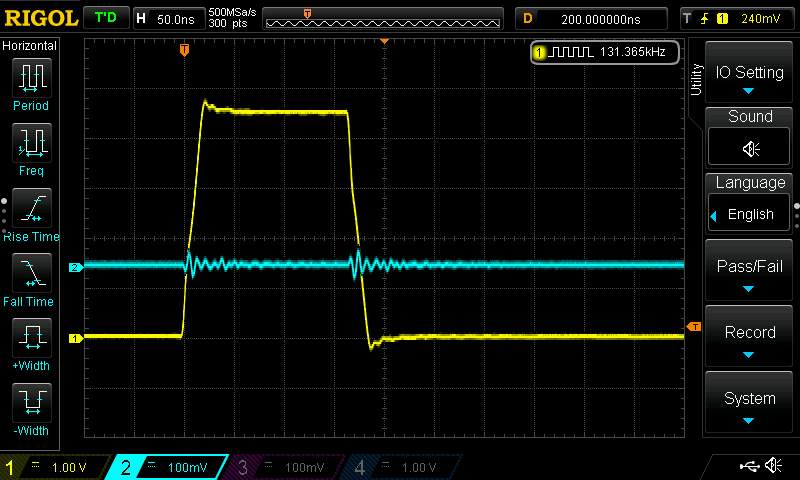 RIGOL T'D H 50.0ns 500MSa/s 300 pts T D 200.000000ns T 1 240mV
Horizontal
Period
Freq
Rise Time
Fall Time
+Width
-Width
T
1 131.365kHz
2
1
T
Utility
IO Setting
Sound
Language
English
Pass/Fail
Record
System
1 1.00 V 2 100mV 3 100mV 4 1.00 V